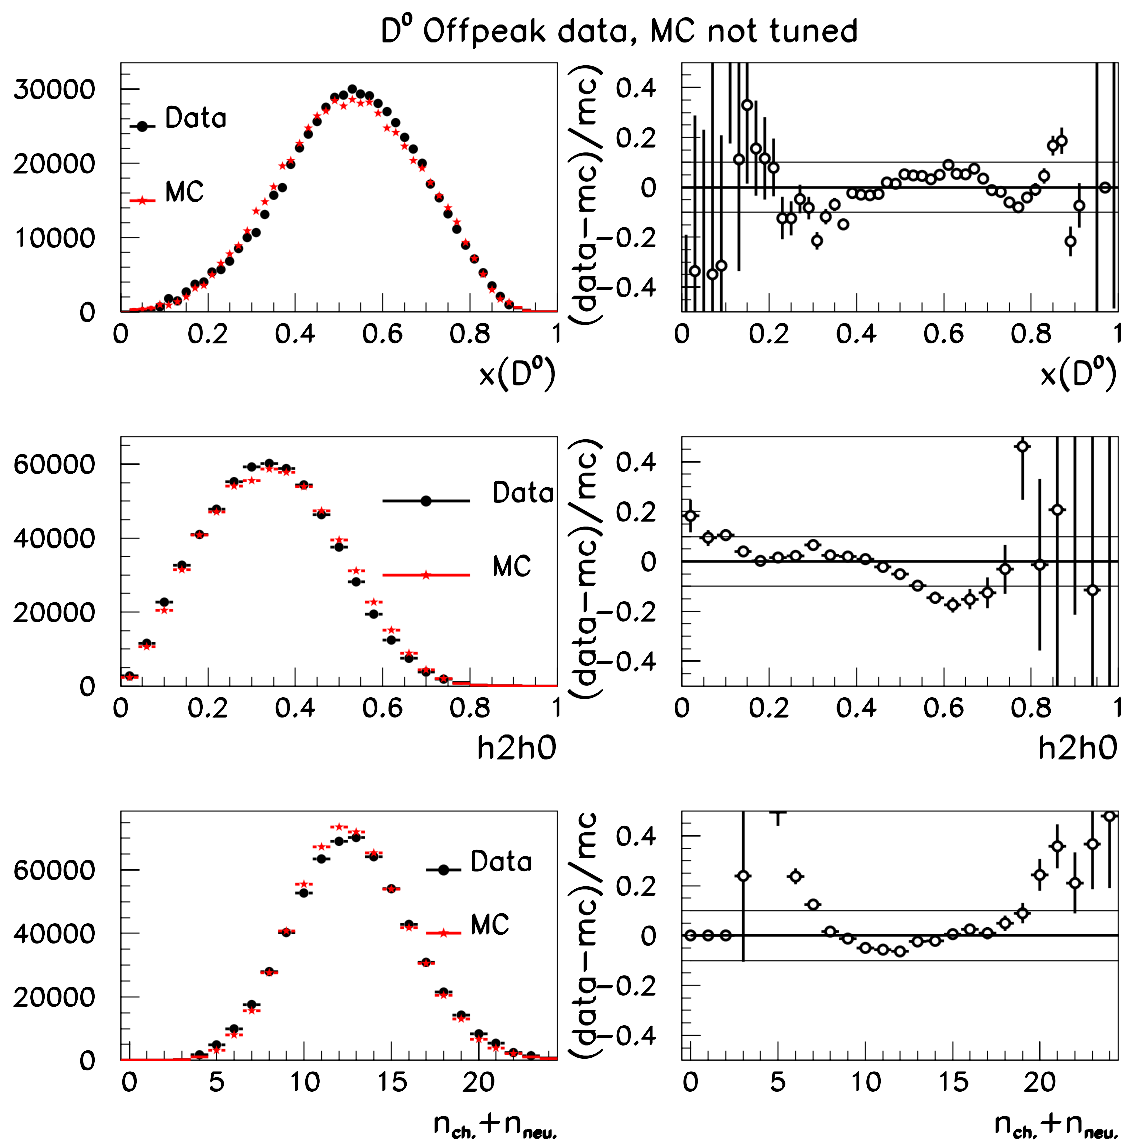 D⁰ Offpeak data, MC not tuned
30000
20000
10000
0
Data
MC
0 0.2 0.4 0.6 0.8 1
x(D⁰)
(data−mc)/mc
0.4
0.2
0
−0.2
−0.4
0 0.2 0.4 0.6 0.8 1
x(D⁰)
60000
40000
20000
0
Data
MC
0 0.2 0.4 0.6 0.8 1
h2h0
(data−mc)/mc
0.4
0.2
0
−0.2
−0.4
0 0.2 0.4 0.6 0.8 1
h2h0
60000
40000
20000
0
Data
MC
0 5 10 15 20
n_ch.+n_neu.
(data−mc)/mc
0.4
0.2
0
−0.2
−0.4
0 5 10 15 20
n_ch.+n_neu.